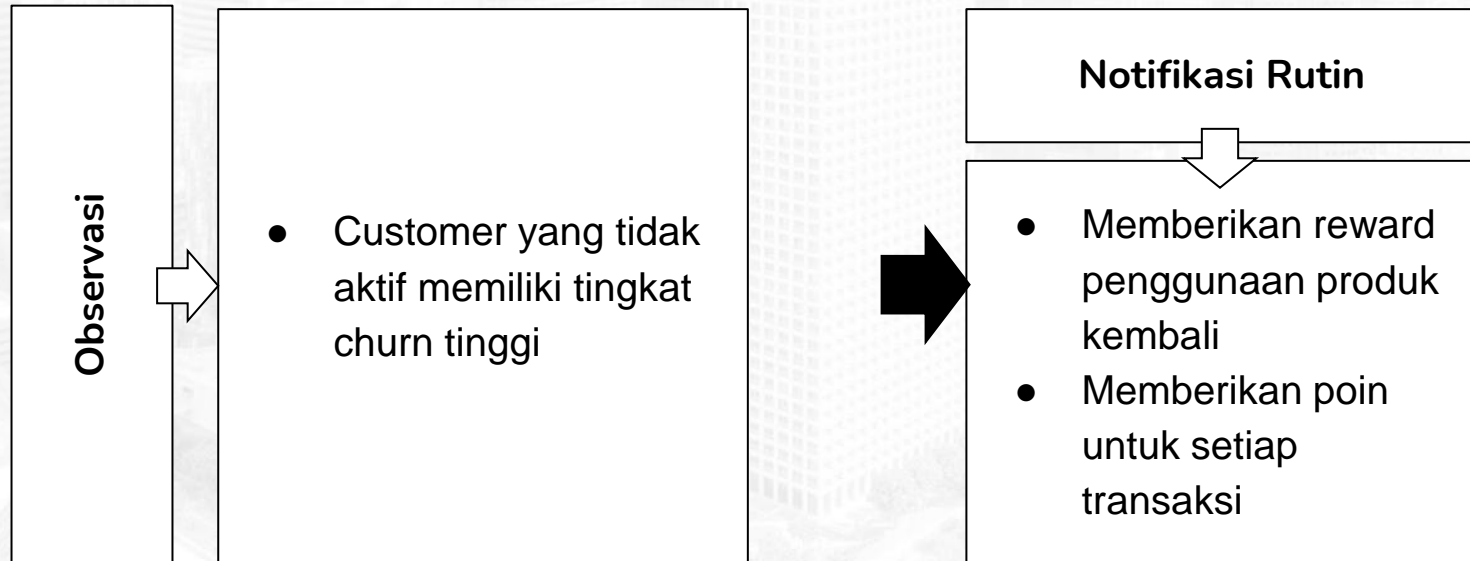 Observasi
● Customer yang tidak
aktif memiliki tingkat
churn tinggi
Notifikasi Rutin
● Memberikan reward
penggunaan produk
kembali
● Memberikan poin
untuk setiap
transaksi